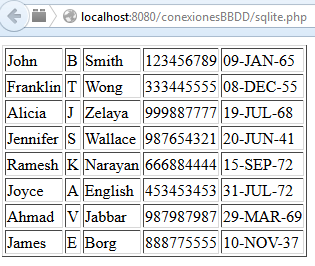 localhost:8080/conexionesBBDD/sqlite.php
John B Smith 123456789 09-JAN-65
Franklin T Wong 333445555 08-DEC-55
Alicia J Zelaya 999887777 19-JUL-68
Jennifer S Wallace 987654321 20-JUN-41
Ramesh K Narayan 666884444 15-SEP-72
Joyce A English 453453453 31-JUL-72
Ahmad V Jabbar 987987987 29-MAR-69
James E Borg 888775555 10-NOV-37